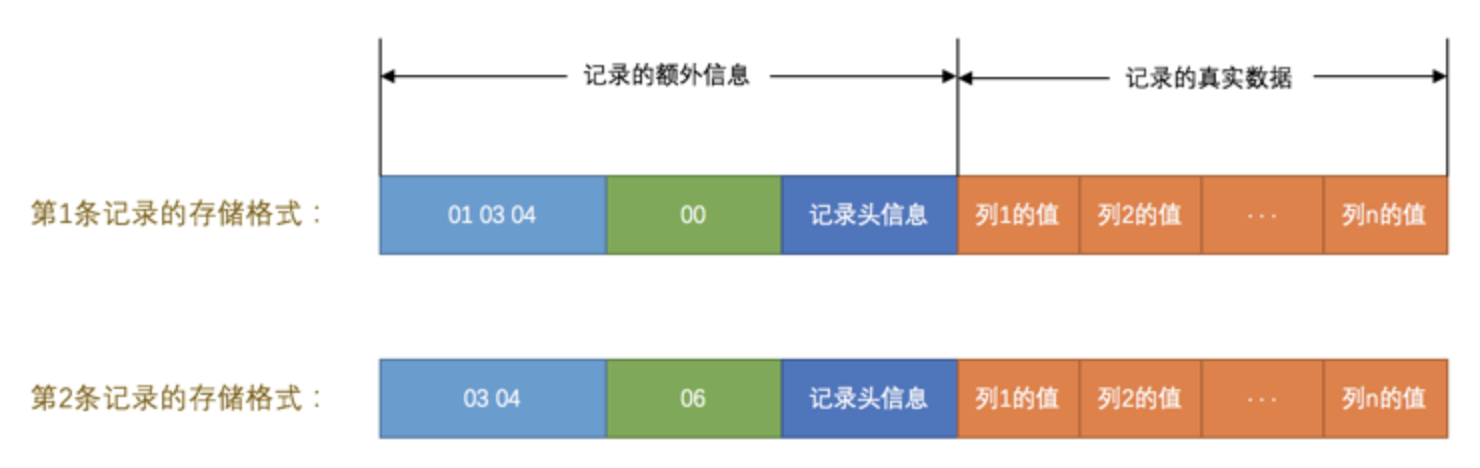 记录的额外信息 记录的真实数据
第1条记录的存储格式： 01 03 04 00 记录头信息 列1的值 列2的值 ··· 列n的值
第2条记录的存储格式： 03 04 06 记录头信息 列1的值 列2的值 ··· 列n的值